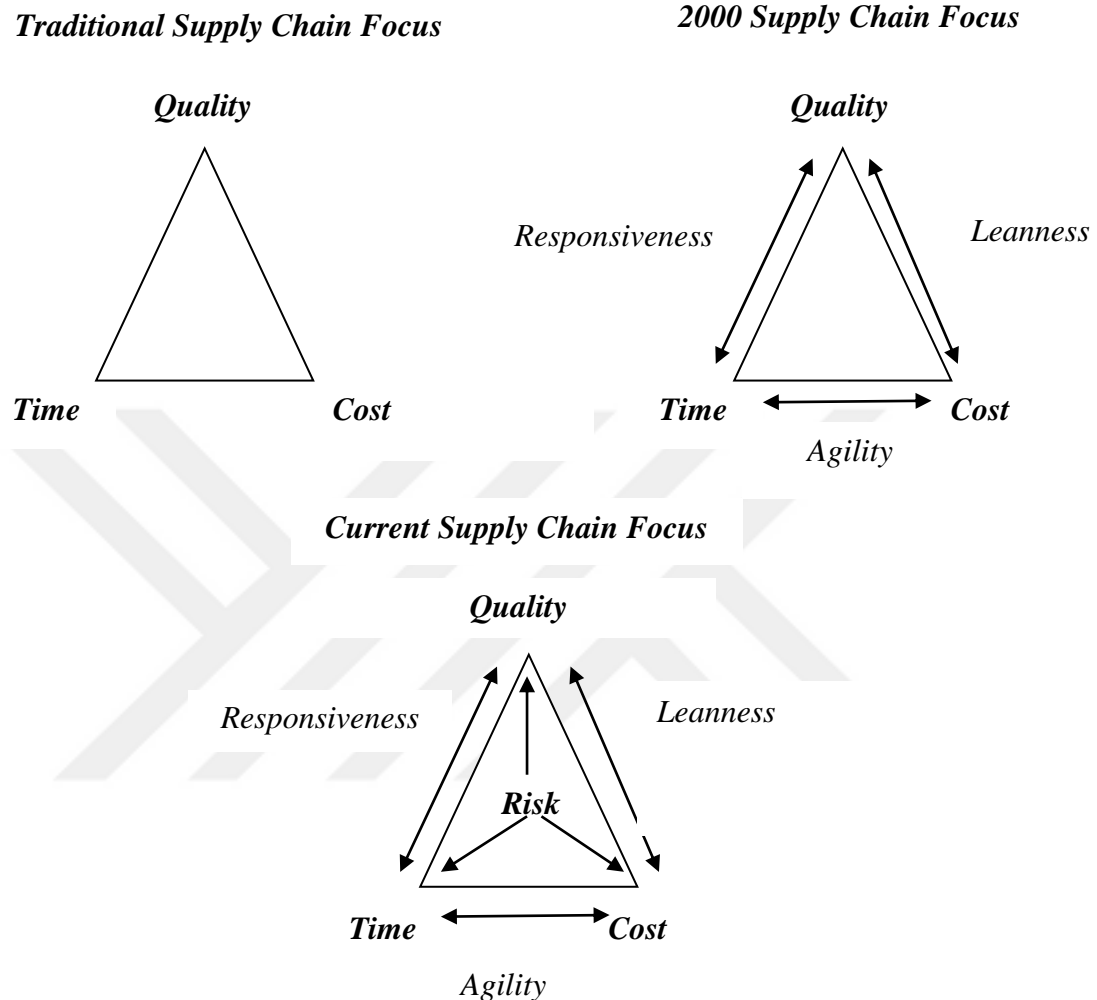 Traditional Supply Chain Focus
2000 Supply Chain Focus
Quality
Quality
Responsiveness
Leanness
Time
Cost
Time
Cost
Agility
Current Supply Chain Focus
Quality
Responsiveness
Leanness
Risk
Time
Cost
Agility